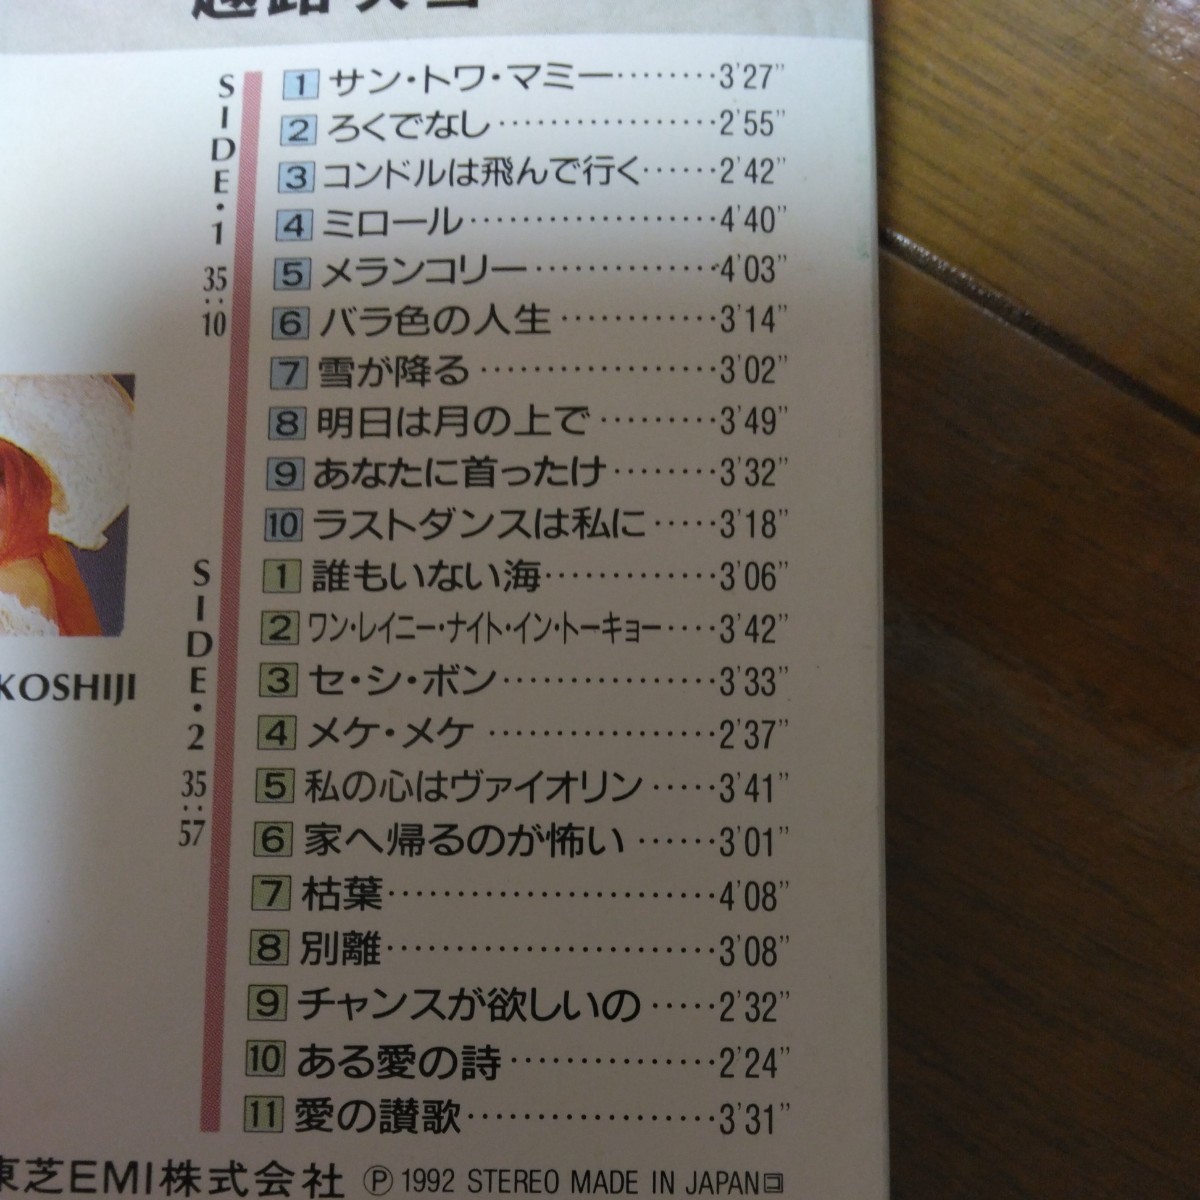 SIDE・1
35:10
1 サン・トワ・マミー………3'27"
2 ろくでなし………2'55"
3 コンドルは飛んで行く……2'42"
4 ミロール………4'40"
5 メランコリー………4'03"
6 バラ色の人生………3'14"
7 雪が降る………3'02"
8 明日は月の上で………3'49"
9 あなたに首ったけ………3'32"
10 ラストダンスは私に……3'18"
SIDE・2
35:57
1 誰もいない海………3'06"
2 ワン・レイニー・ナイト・イン・トーキョー……3'42"
3 セ・シ・ボン………3'33"
4 メケ・メケ………2'37"
5 私の心はヴァイオリン……3'41"
6 家へ帰るのが怖い……3'01"
7 枯葉………4'08"
8 別離………3'08"
9 チャンスが欲しいの……2'32"
10 ある愛の詩………2'24"
11 愛の讃歌………3'31"
KOSHIJI
東芝EMI株式会社 Ⓟ 1992 STEREO MADE IN JAPAN